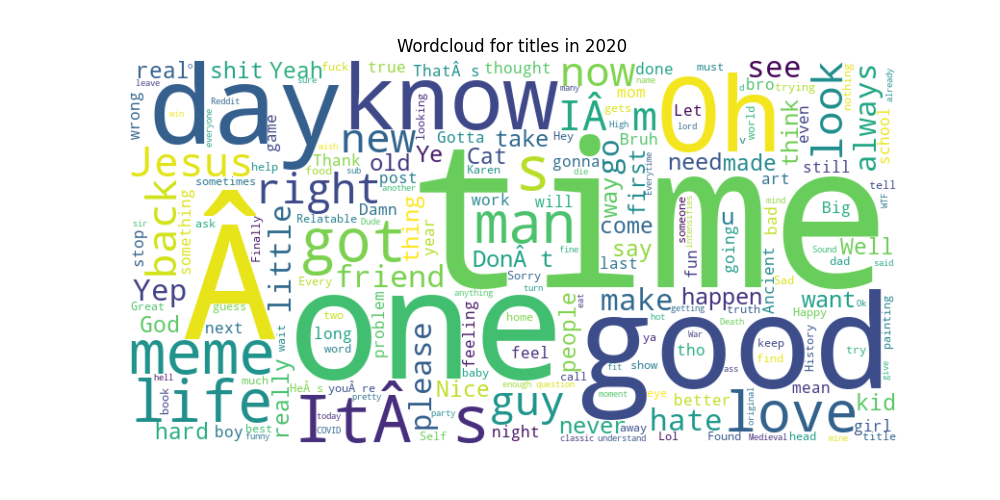 Wordcloud for titles in 2020
real shit Yeah fuck true ThatÂ s thought now done name must see
leave o sure many mom gets bro trying d nothing already
wrong day know looking IÂ m Oh Let think look always school
Reddit everyone win game Gotta take Hey High Bruh lord v world even
new
Jesus help Thank old Ye Cat gonna go need made still
wish food sub post Karen die Everytime art tell
sometimes another s way first mind WTF
right time
back something Â Finally little Relatable Damn Dude work will come someone intensifies Big
sir ask thing year man fine say fun going u bad Sound Well
stop got DonÂ t last dad said
Every friend Sorry turn Ancient Sad
Yep anything make happen want Ok
Great guess two one home eat hot getting truth Happy
God next long problem feeling people good Death
meme wait word please feel ya War keep History try painting
much baby tho find give
hell HeÂ s youÂ re call show fit ass
life book really pretty Nice enough question moment eye better mean kid
best today ItÂ s party guy love original
hard boy COVID night never away hate girl
funny Self classic understand Lol Found Medieval head mine title